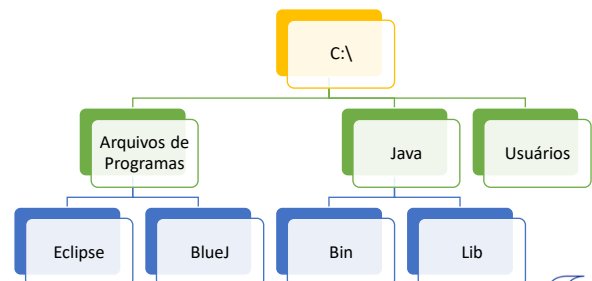 C:\
Arquivos de
Programas
Java
Usuários
Eclipse
BlueJ
Bin
Lib